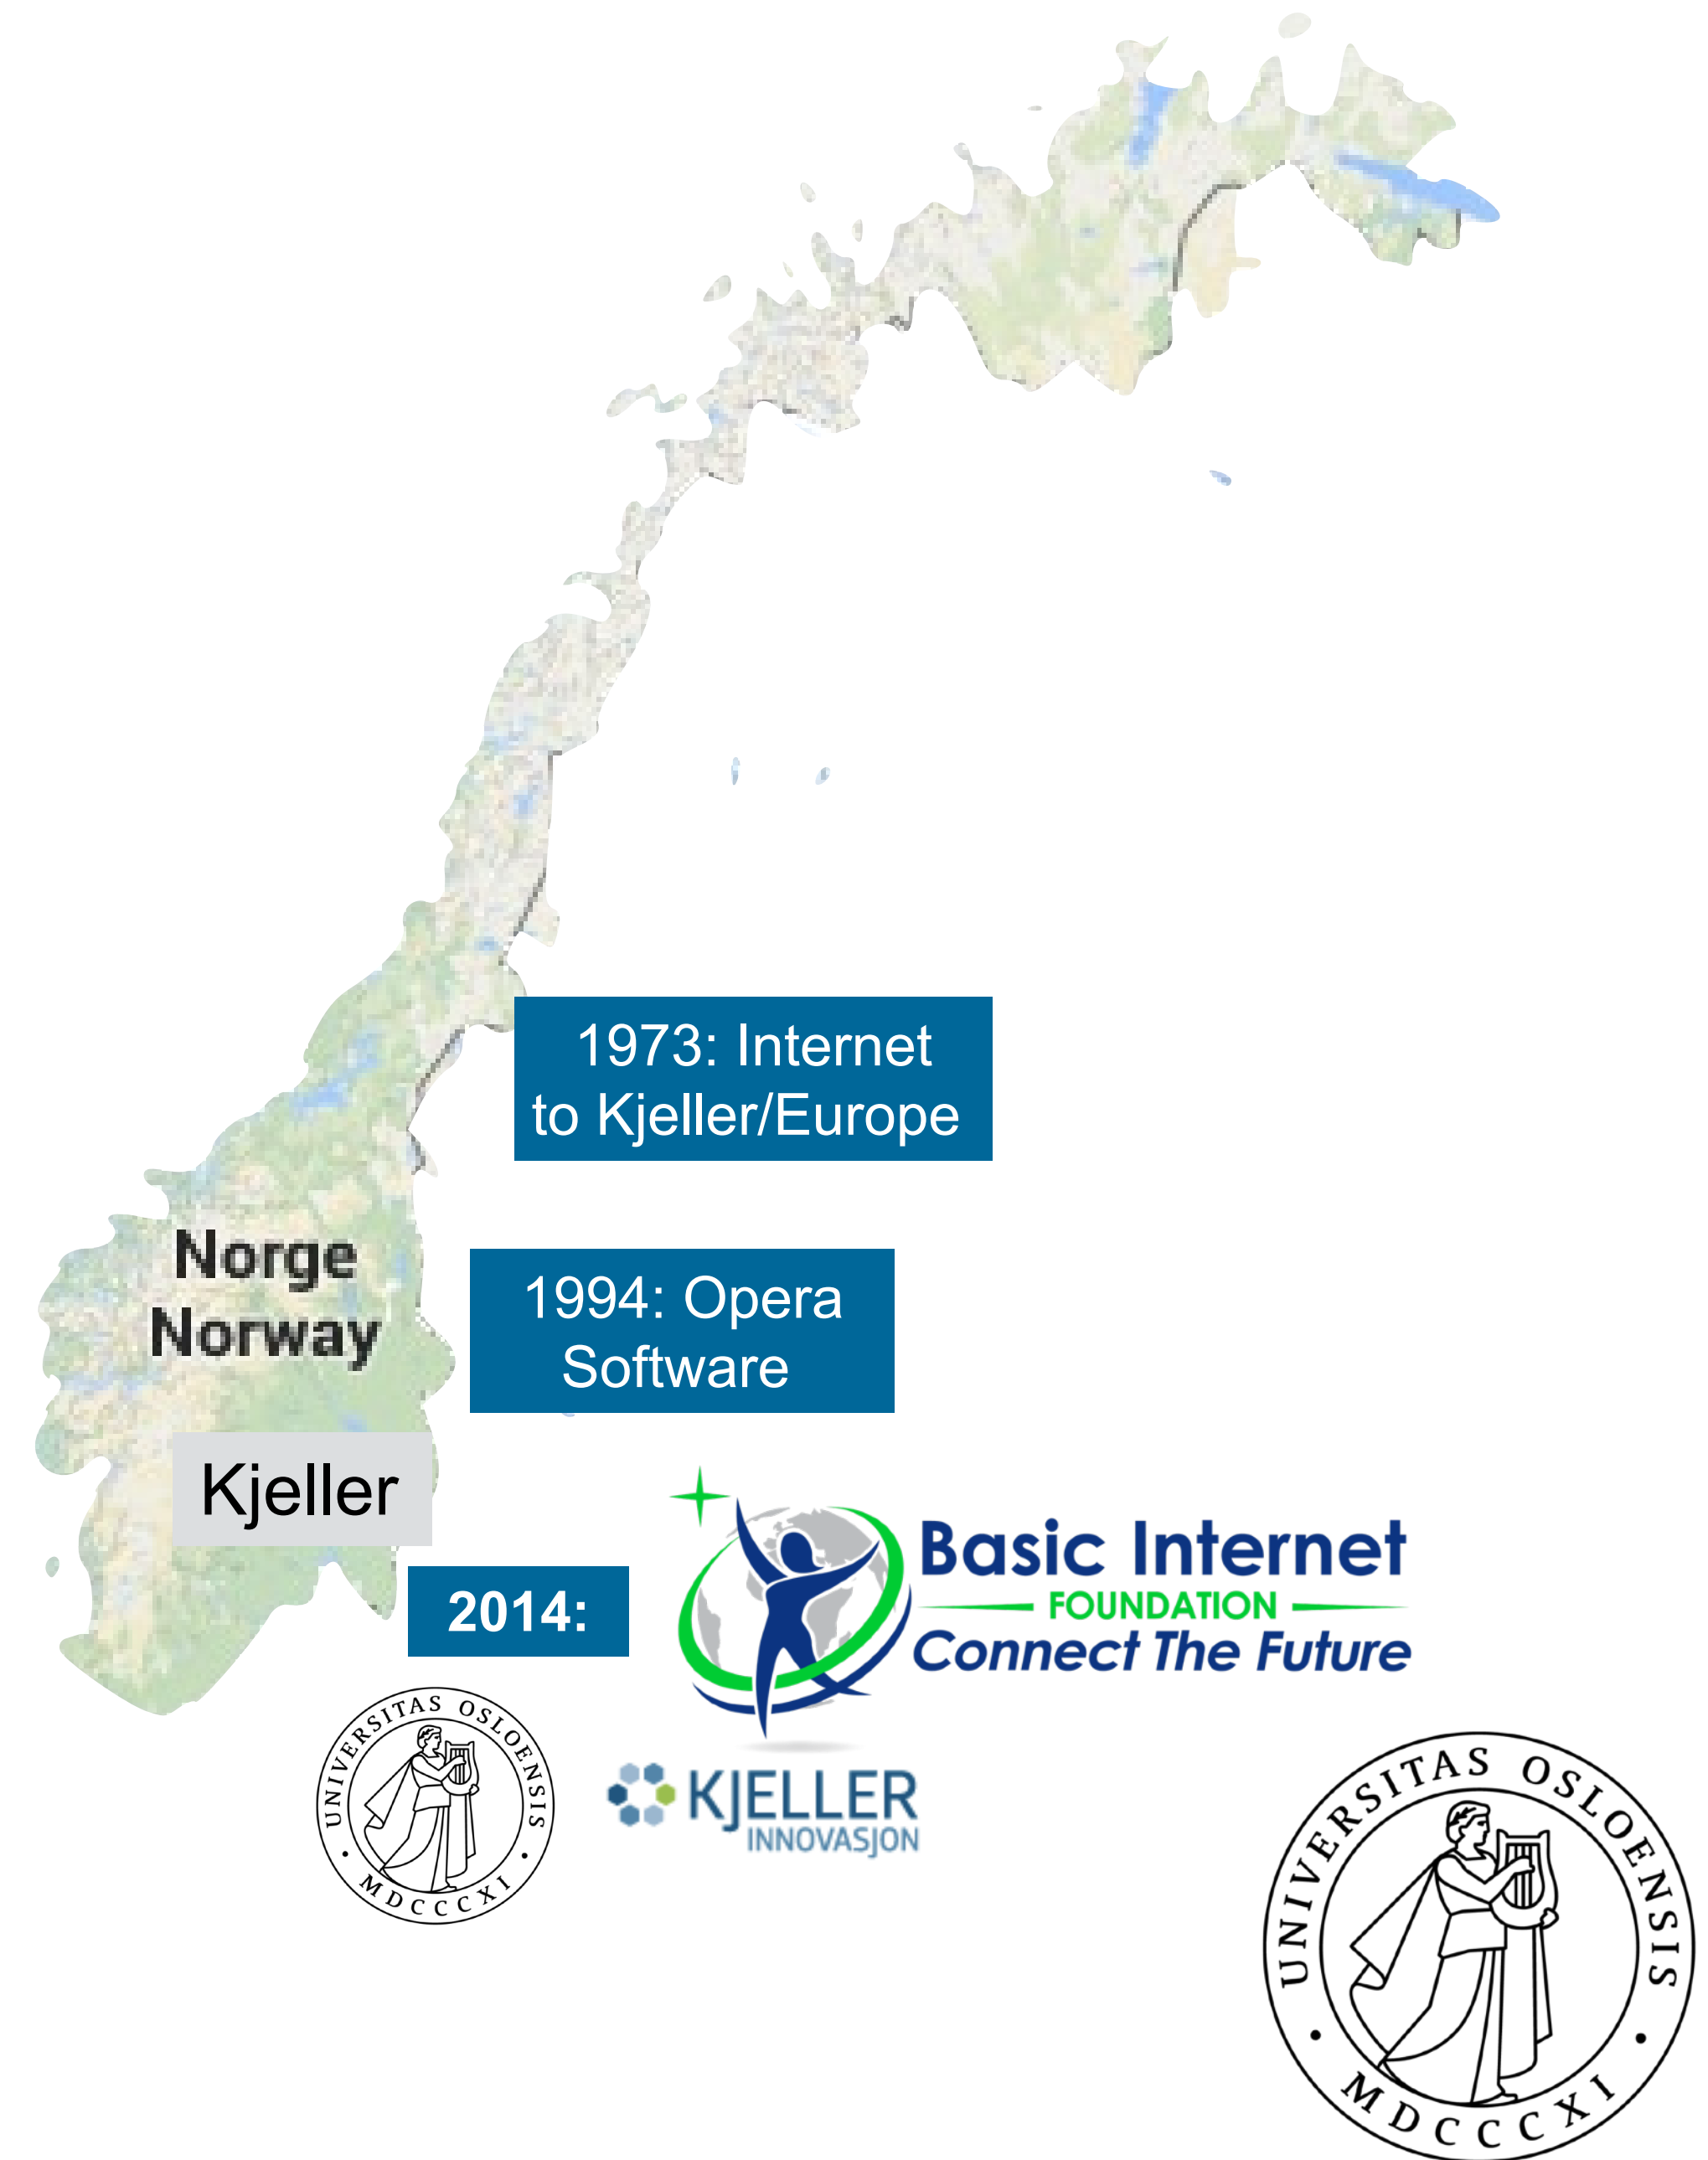 1973: Internet
to Kjeller/Europe
Norge
Norway
1994: Opera
Software
Kjeller
2014:
Basic Internet
FOUNDATION
Connect The Future
UNIVERSITAS OSLOENSIS
MDCCCXI
KJELLER
INNOVASJON
UNIVERSITAS OSLOENSIS
MDCCCXI